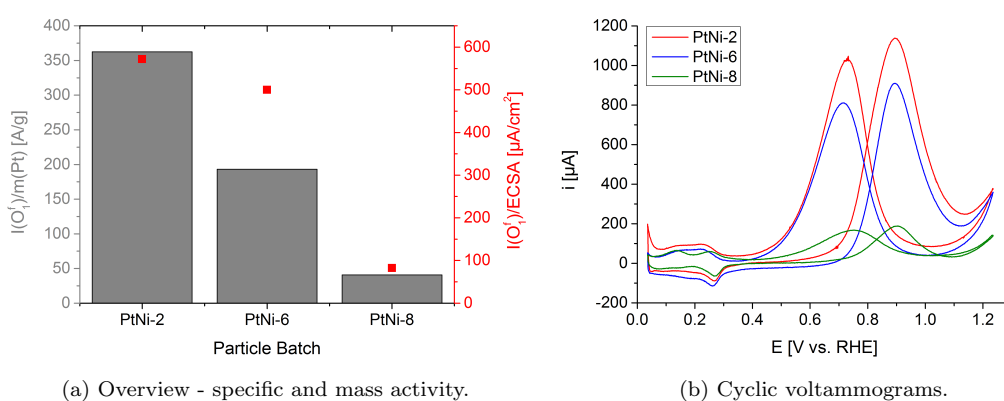 400
350
300
250
200
150
100
50
0
I(O₁ᶠ)/m(Pt) [A/g]
600
500
400
300
200
100
0
I(O₁ᶠ)/ECSA [µA/cm²]
PtNi-2 PtNi-6 PtNi-8
Particle Batch
(a) Overview - specific and mass activity.
1200
1000
800
600
400
200
0
-200
i [µA]
PtNi-2
PtNi-6
PtNi-8
0.0 0.2 0.4 0.6 0.8 1.0 1.2
E [V vs. RHE]
(b) Cyclic voltammograms.